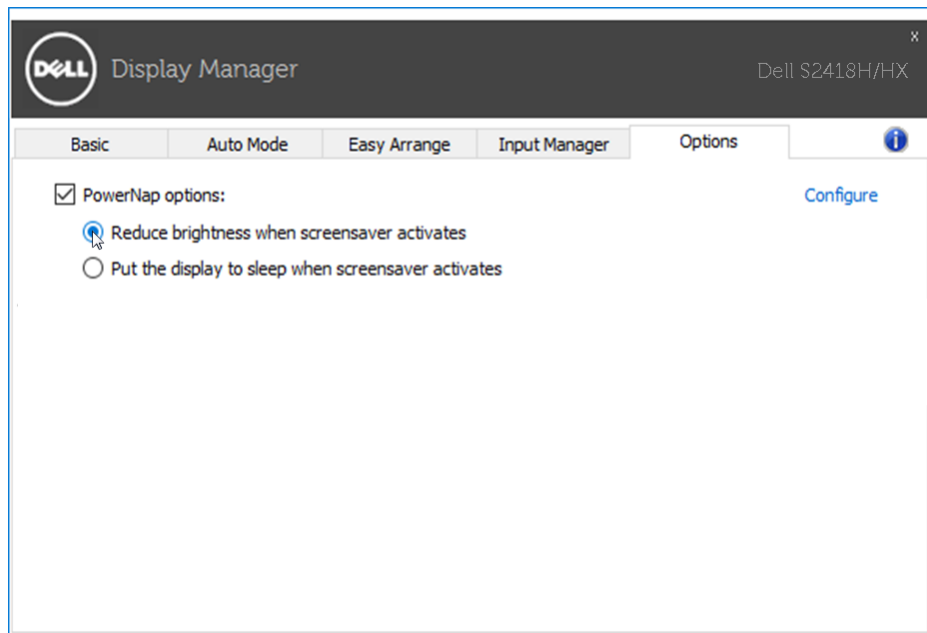 x
DELL Display Manager
Dell S2418H/HX
Basic Auto Mode Easy Arrange Input Manager Options i
PowerNap options: Configure
Reduce brightness when screensaver activates
Put the display to sleep when screensaver activates